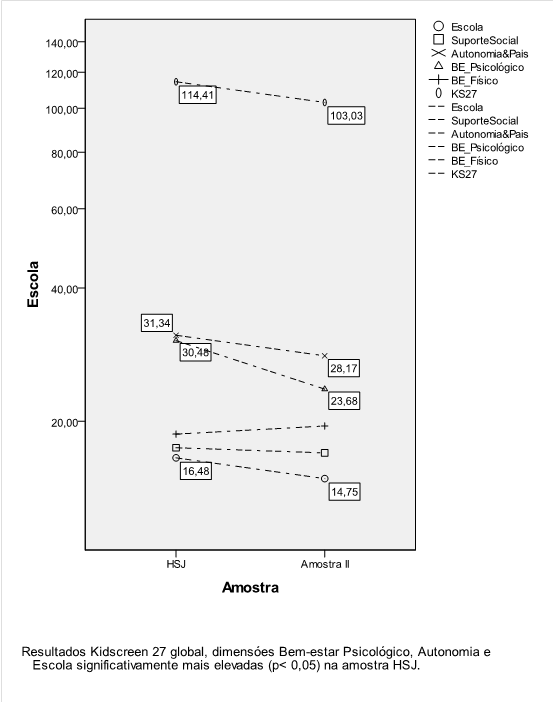 140,00
120,00
100,00
80,00
60,00
40,00
20,00
Escola
114,41
103,03
31,34
30,48
28,17
23,68
16,48
14,75
HSJ
Amostra II
Amostra
Escola
SuporteSocial
Autonomia&Pais
BE_Psicológico
BE_Físico
KS27
Escola
SuporteSocial
Autonomia&Pais
BE_Psicológico
BE_Físico
KS27
Resultados Kidscreen 27 global, dimensóes Bem-estar Psicológico, Autonomia e
Escola significativamente mais elevadas (p< 0,05) na amostra HSJ.